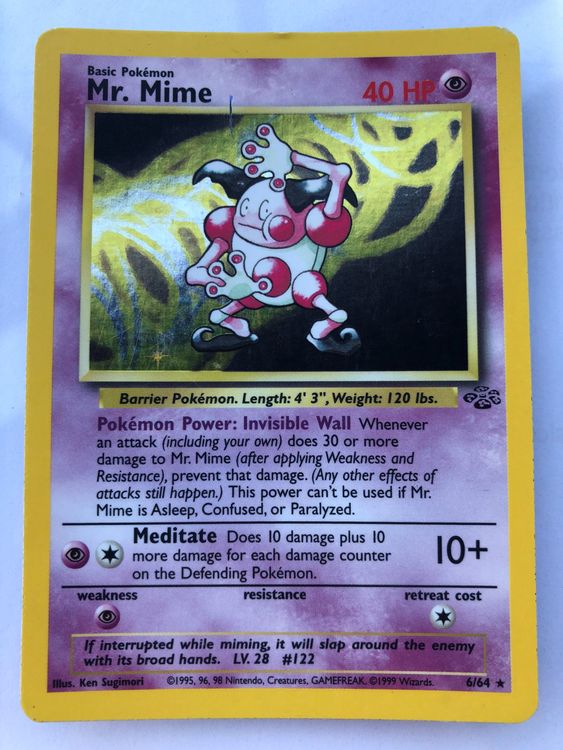 Basic Pokémon
Mr. Mime
40 HP
Barrier Pokémon. Length: 4' 3", Weight: 120 lbs.
Pokémon Power: Invisible Wall Whenever
an attack (including your own) does 30 or more
damage to Mr. Mime (after applying Weakness and
Resistance), prevent that damage. (Any other effects of
attacks still happen.) This power can't be used if Mr.
Mime is Asleep, Confused, or Paralyzed.
Meditate Does 10 damage plus 10
more damage for each damage counter
on the Defending Pokémon.
10+
weakness resistance retreat cost
If interrupted while miming, it will slap around the enemy
with its broad hands. LV. 28 #122
Illus. Ken Sugimori ©1995, 96, 98 Nintendo, Creatures, GAMEFREAK. ©1999 Wizards. 6/64 ★